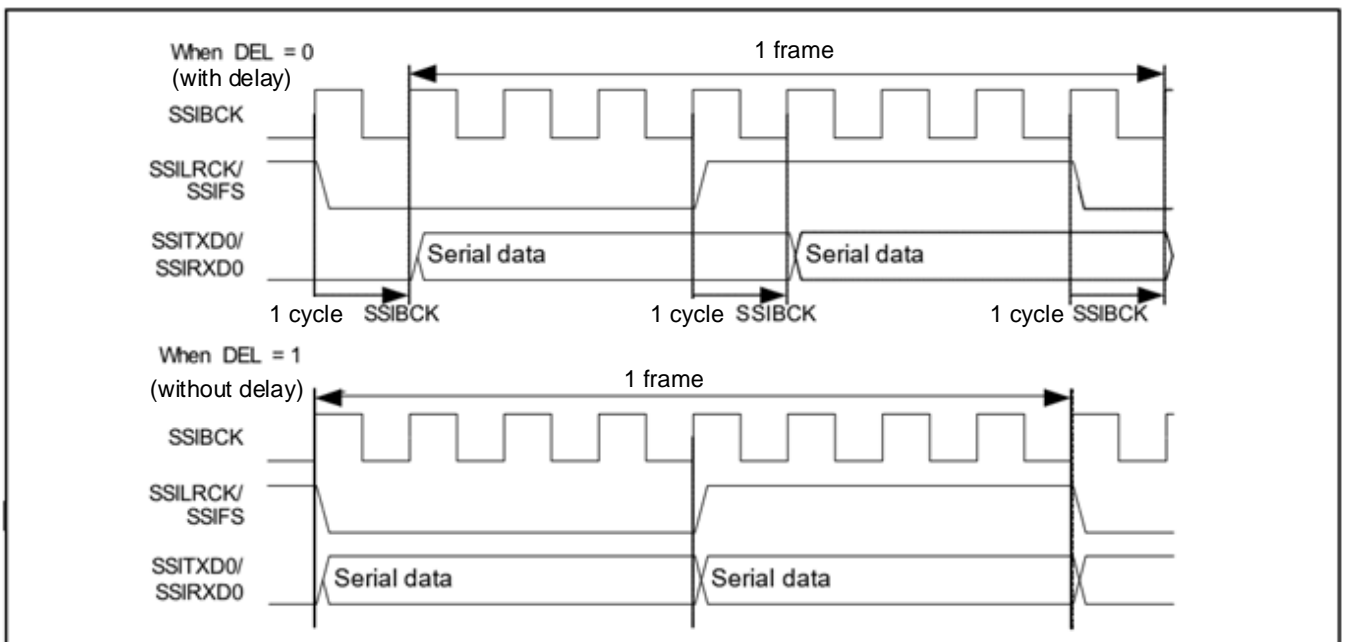 When DEL = 0
(with delay)
1 frame
SSIBCK
SSILRCK/
SSIFS
SSITXD0/
SSIRXD0
Serial data
Serial data
1 cycle SSIBCK
1 cycle SSIBCK
1 cycle SSIBCK
When DEL = 1
(without delay)
1 frame
SSIBCK
SSILRCK/
SSIFS
SSITXD0/
SSIRXD0
Serial data
Serial data